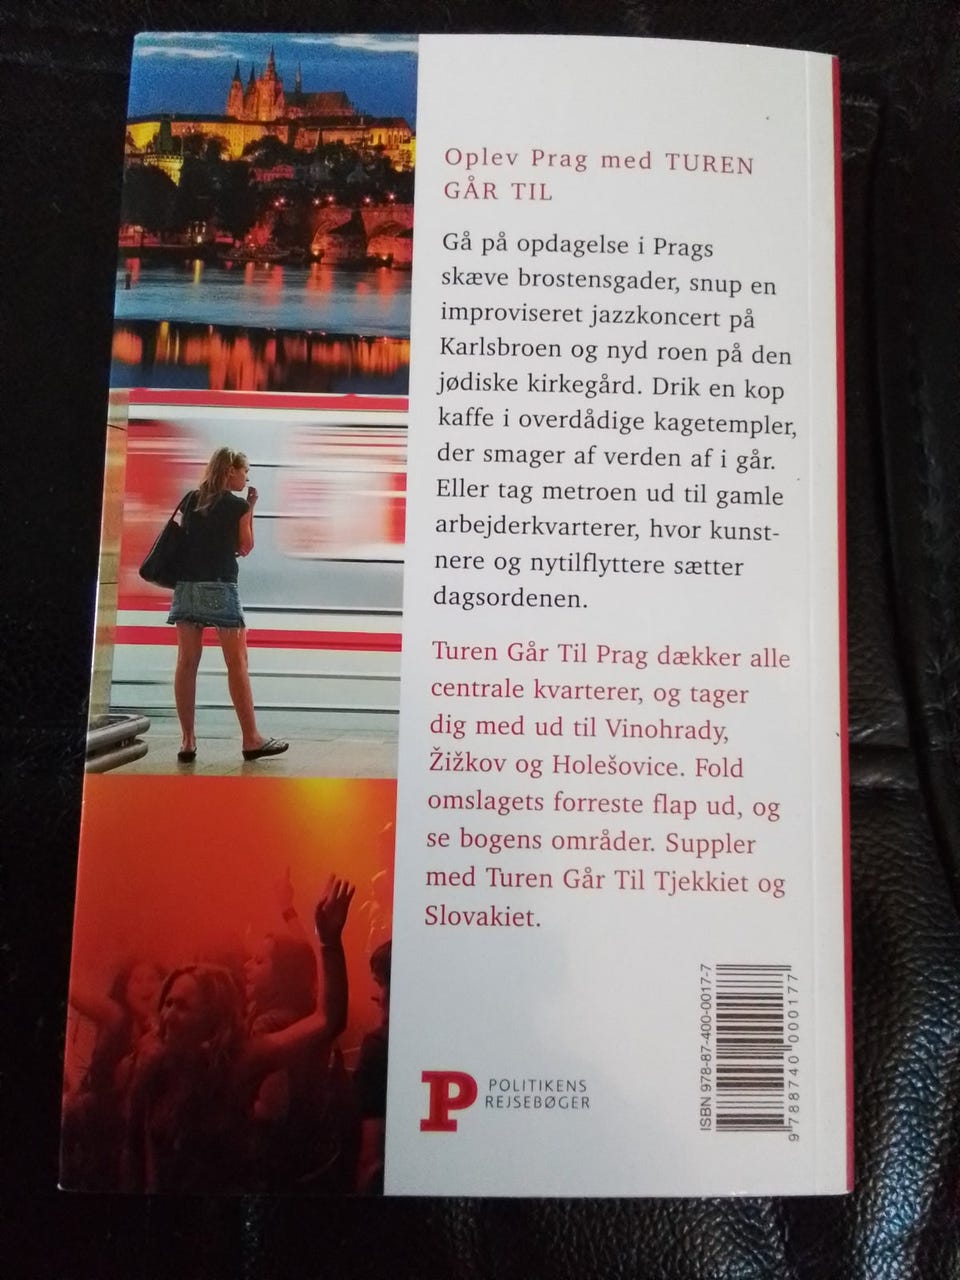 Oplev Prag med TUREN
GÅR TIL
Gå på opdagelse i Prags
skæve brostensgader, snup en
improviseret jazzkoncert på
Karlsbroen og nyd roen på den
jødiske kirkegård. Drik en kop
kaffe i overdådige kagetempler,
der smager af verden af i går.
Eller tag metroen ud til gamle
arbejderkvarterer, hvor kunst-
nere og nytilflyttere sætter
dagsordenen.
Turen Går Til Prag dækker alle
centrale kvarterer, og tager
dig med ud til Vinohrady,
Žižkov og Holešovice. Fold
omslagets forreste flap ud, og
se bogens områder. Suppler
med Turen Går Til Tjekkiet og
Slovakiet.
P
POLITIKENS
REJSEBØGER
ISBN 978-87-400-0017-7
9 788740 000177